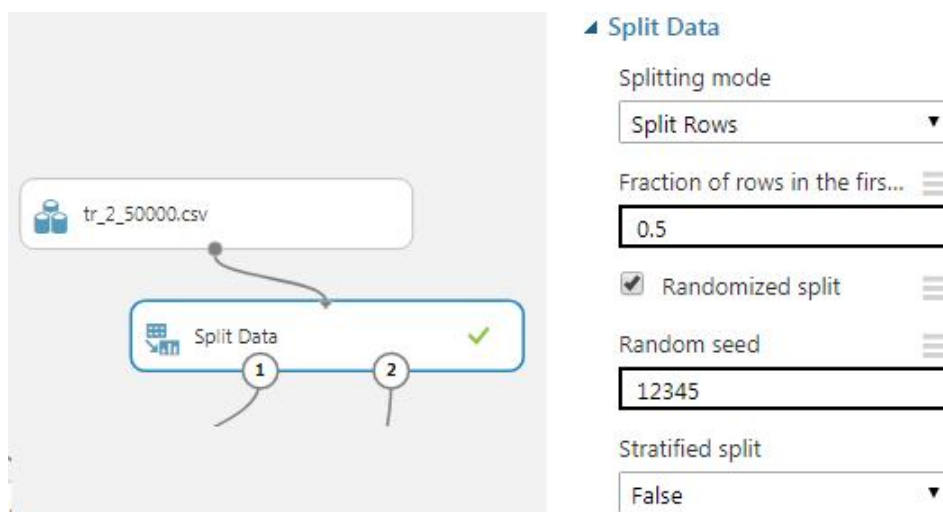 Split Data
Splitting mode
Split Rows
Fraction of rows in the firs...
0.5
Randomized split
Random seed
12345
Stratified split
False
tr_2_50000.csv
Split Data
1
2